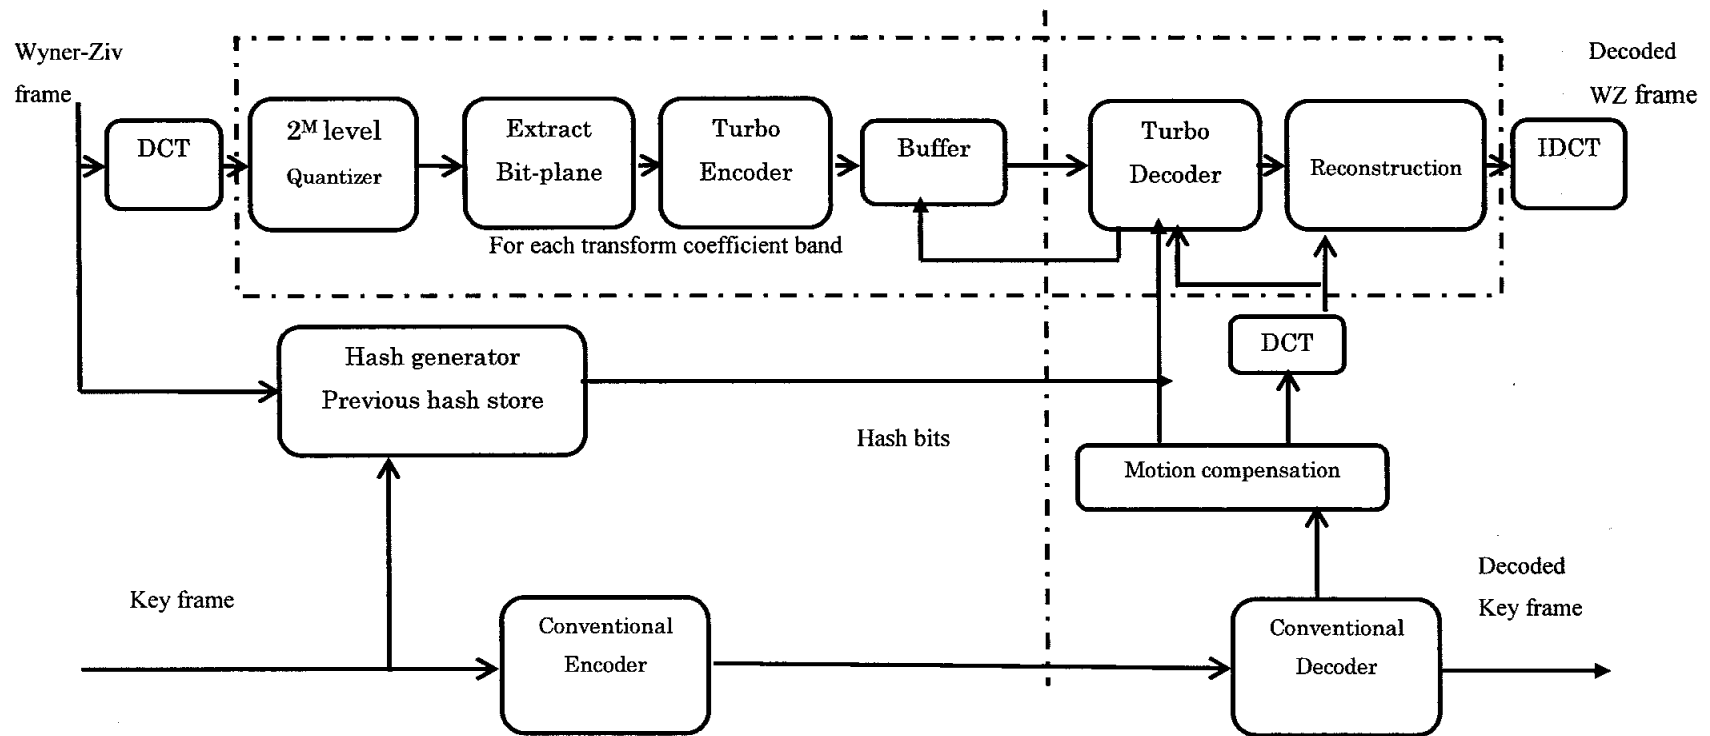 Wyner-Ziv
frame
DCT
2ᴹ level
Quantizer
Extract
Bit-plane
Turbo
Encoder
Buffer
Turbo
Decoder
Reconstruction
IDCT
Decoded
WZ frame
For each transform coefficient band
Hash generator
Previous hash store
Hash bits
DCT
Motion compensation
Key frame
Conventional
Encoder
Conventional
Decoder
Decoded
Key frame